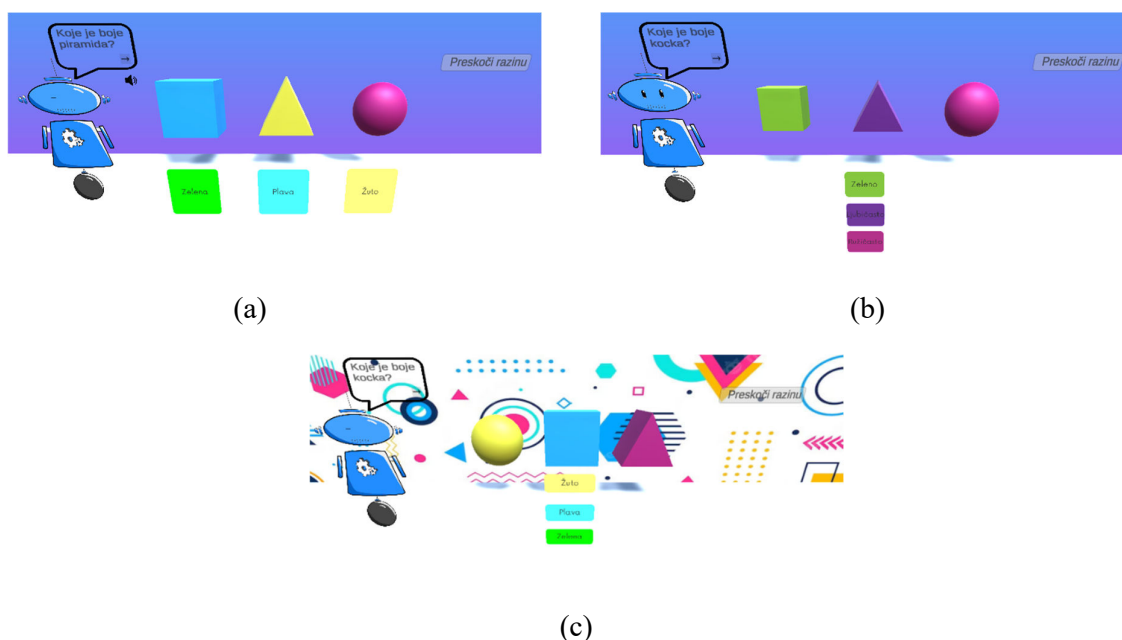 Koje je boje
piramida?
→
Preskoči razinu
Zelena
Plava
Žuto
(a)
Koje je boje
kocka?
→
Preskoči razinu
Zeleno
Ljubičasto
(b)
Koje je boje
kocka?
Preskoči razinu
Žuto
Plava
Zelena
(c)